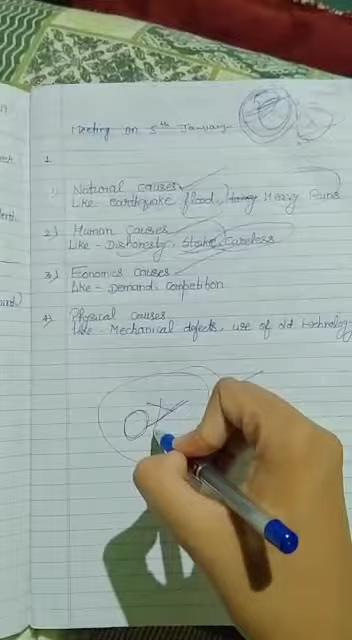 Meeting on 5th January
1.
1) Natural causes
Like Earthquake flood, Heavy Rains
2) Human Causes
Like - Dishonesty, Strike, Careless
3) Economics causes
Like - Demand, Competition
4) Physical causes
Like - Mechanical defects, use of old technology